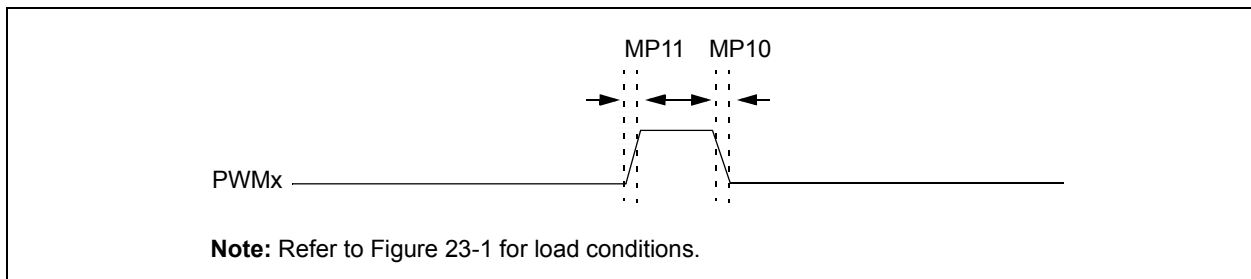 MP11 MP10
PWMx
Note: Refer to Figure 23-1 for load conditions.